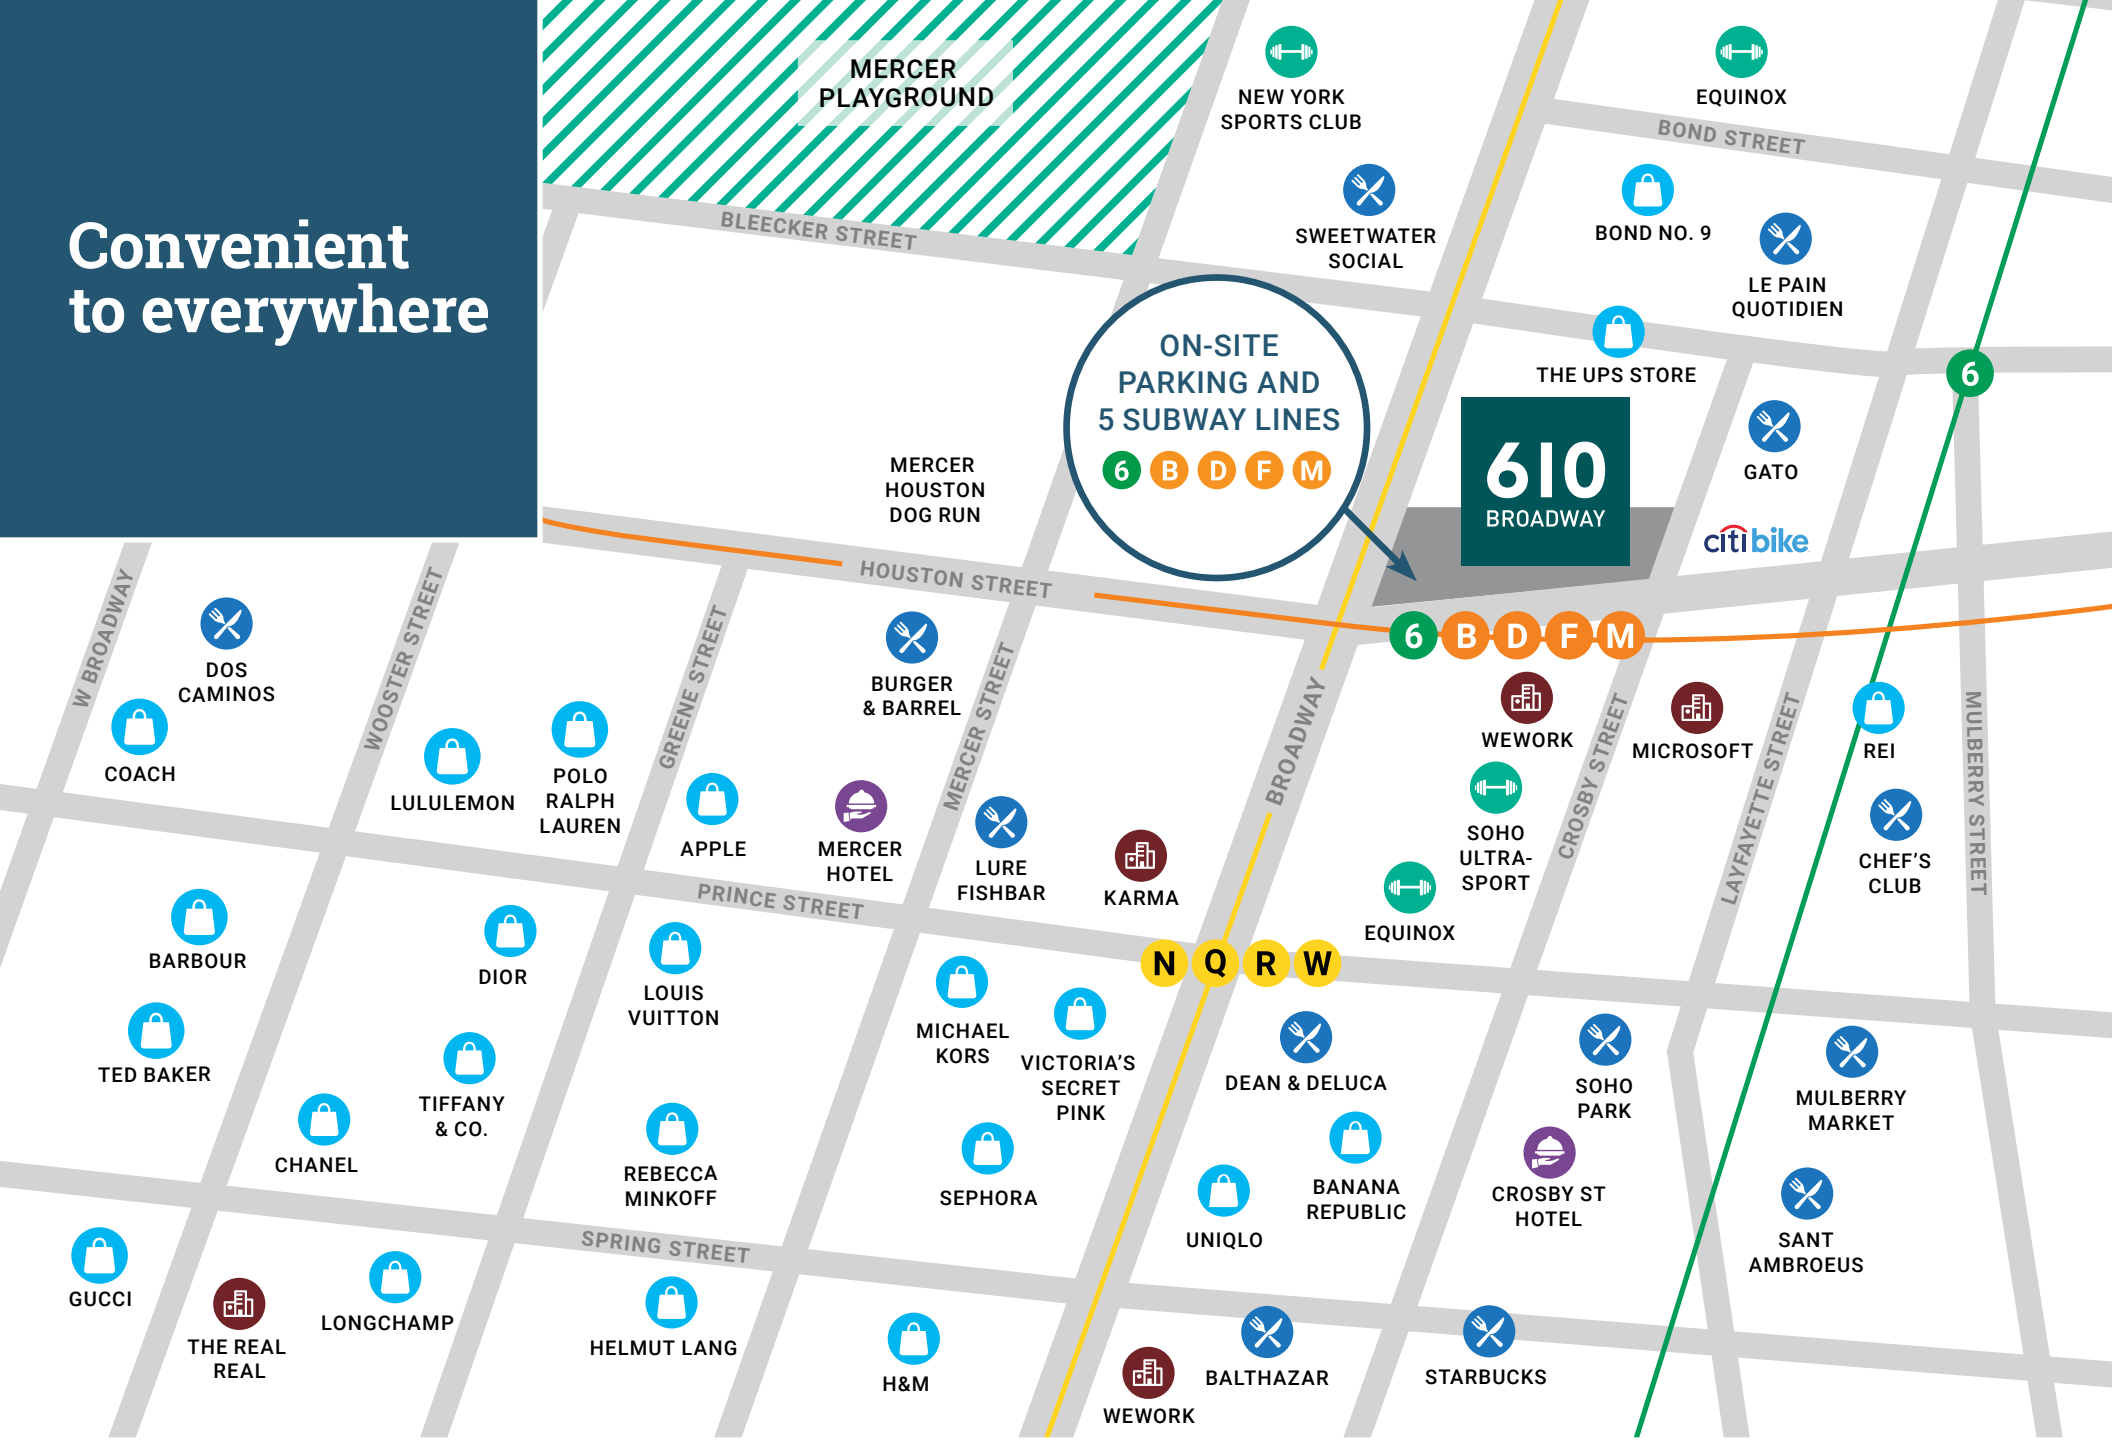 Convenient
to everywhere
MERCER
PLAYGROUND
NEW YORK
SPORTS CLUB
EQUINOX
BOND STREET
SWEETWATER
SOCIAL
BOND NO. 9
LE PAIN
QUOTIDIEN
BLEECKER STREET
THE UPS STORE
6
ON-SITE
PARKING AND
5 SUBWAY LINES
6 B D F M
610
BROADWAY
GATO
citi bike
MERCER
HOUSTON
DOG RUN
HOUSTON STREET
6 B D F M
W BROADWAY
DOS
CAMINOS
COACH
WOOSTER STREET
LULULEMON
POLO
RALPH
LAUREN
GREENE STREET
APPLE
BURGER
& BARREL
MERCER
HOTEL
MERCER STREET
LURE
FISHBAR
KARMA
BROADWAY
WEWORK
SOHO
ULTRA-
SPORT
EQUINOX
CROSBY STREET
MICROSOFT
LAYFAYETTE STREET
REI
CHEF'S
CLUB
MULBERRY STREET
PRINCE STREET
N Q R W
BARBOUR
TED BAKER
DIOR
TIFFANY
& CO.
CHANEL
LOUIS
VUITTON
REBECCA
MINKOFF
MICHAEL
KORS
VICTORIA'S
SECRET
PINK
SEPHORA
DEAN & DELUCA
BANANA
REPUBLIC
UNIQLO
SOHO
PARK
CROSBY ST
HOTEL
MULBERRY
MARKET
SANT
AMBROEUS
SPRING STREET
GUCCI
THE REAL
REAL
LONGCHAMP
HELMUT LANG
H&M
WEWORK
BALTHAZAR
STARBUCKS